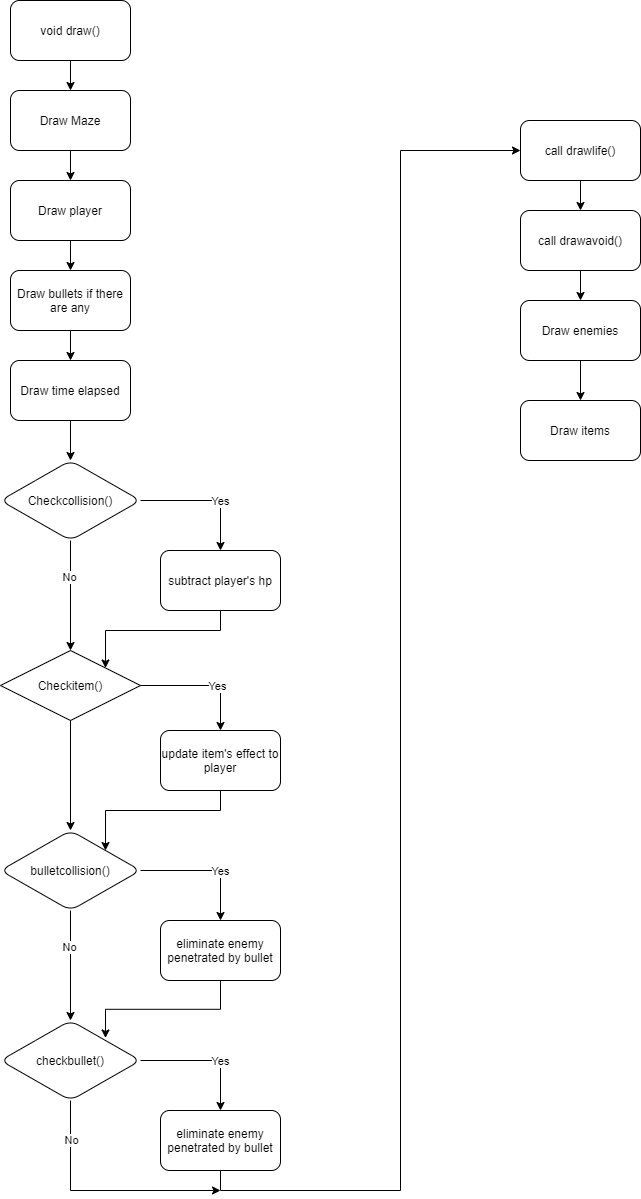 void draw()
Draw Maze
Draw player
Draw bullets if there
are any
Draw time elapsed
Checkcollision()
Yes
subtract player's hp
No
Checkitem()
Yes
update item's effect to
player
bulletcollision()
Yes
eliminate enemy
penetrated by bullet
No
checkbullet()
Yes
eliminate enemy
penetrated by bullet
No
call drawlife()
call drawavoid()
Draw enemies
Draw items